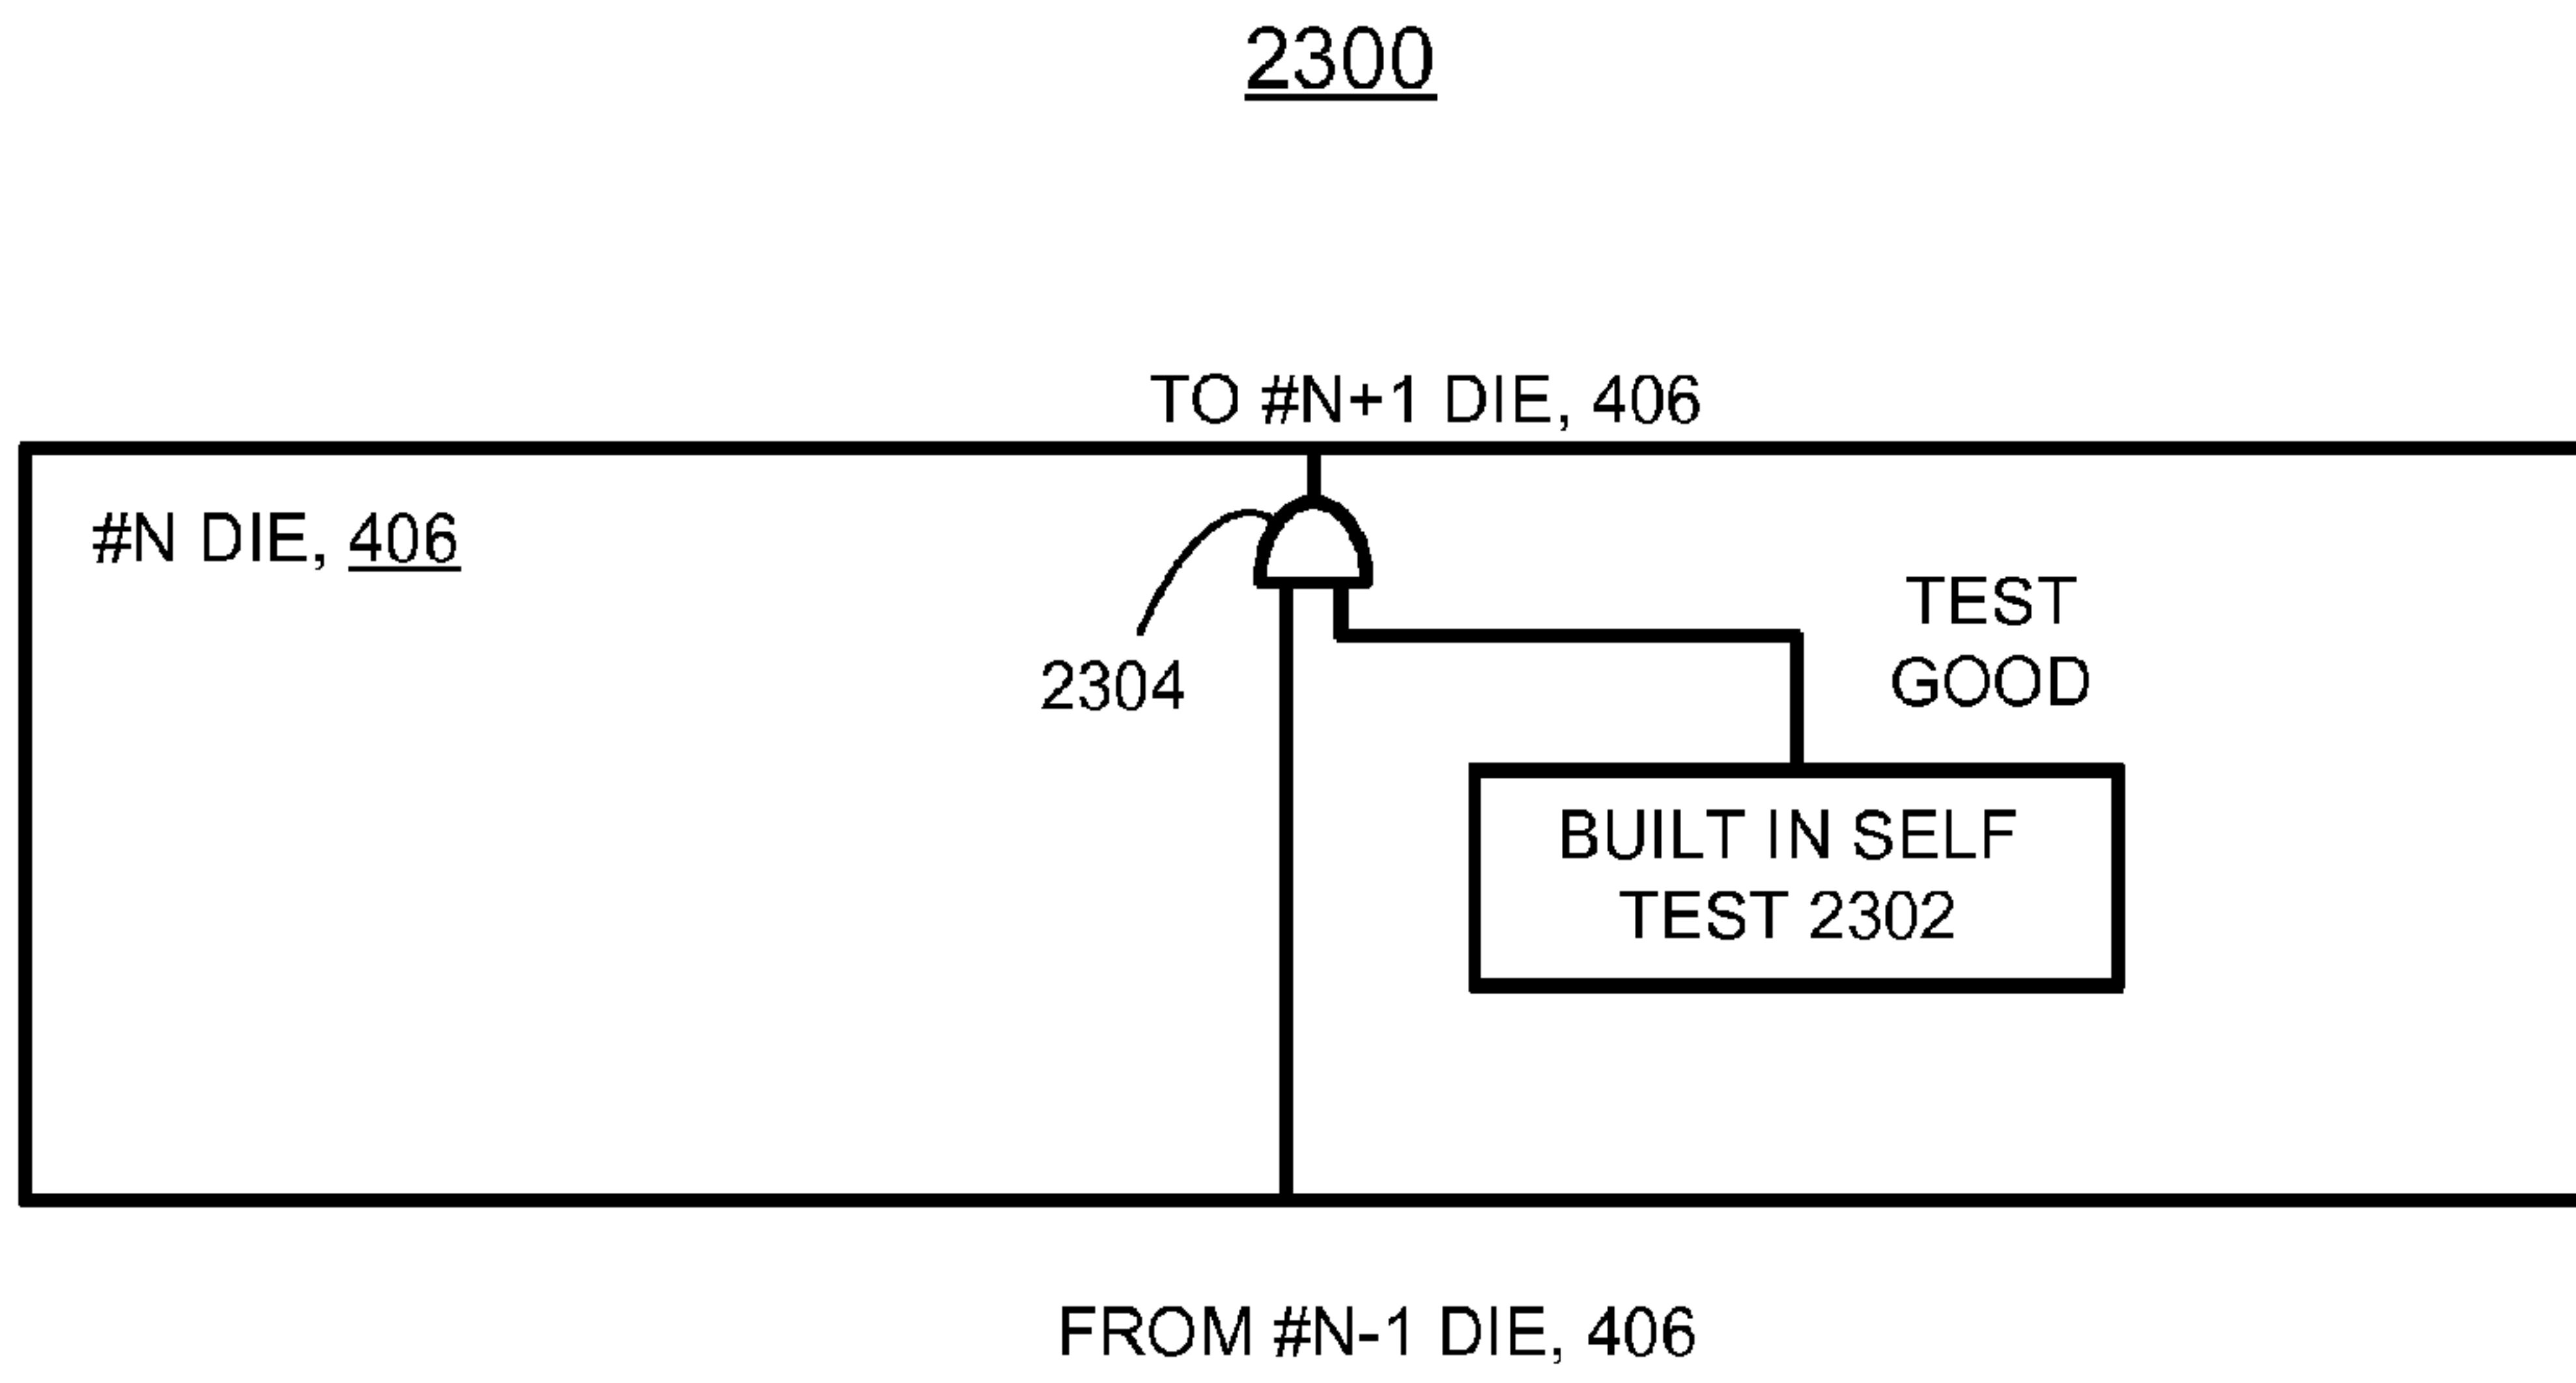 2300
TO #N+1 DIE, 406
#N DIE, 406
2304
TEST
GOOD
BUILT IN SELF
TEST 2302
FROM #N-1 DIE, 406